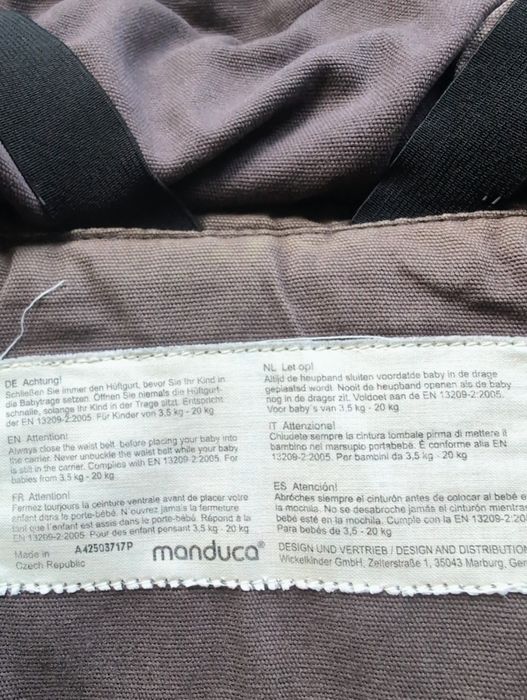 DE Achtung!
Schließen Sie immer den Hüftgurt, bevor Sie Ihr Kind in
die Babytrage setzen. Öffnen Sie niemals die Hüftgurt-
schnalle, solange Ihr Kind in der Trage sitzt. Entspricht
der EN 13209-2:2005. Für Kinder von 3,5 kg - 20 kg
EN Attention!
Always close the waist belt, before placing your baby into
the carrier. Never unbuckle the waist belt while your baby
is still in the carrier. Complies with EN 13209-2:2005. For
babies from 3,5 kg - 20 kg
FR Attention!
Fermez toujours la ceinture ventrale avant de placer votre
enfant dans le porte-bébé. N'ouvrez jamais la fermeture
tant que l'enfant est assis dans le porte-bébé. Répond à la
EN 13209-2:2005. Pour des enfants pensant 3,5 kg - 20 kg
Made in
Czech Republic
A42503717P
manduca®
NL Let op!
Altijd de heupband sluiten voordatde baby in de drage
geplaatsd wordt. Nooit de heupband openen als de baby
nog in de drager zit. Voldoet aan de EN 13209-2:2005.
Voor baby's van 3,5 kg - 20 kg
IT Attenzione!
Chiudete sempre la cintura lombale pirma di mettere il
bambino nel marsupio portabebé. È conforme alla EN
13209-2:2005. Per bambini da 3,5 kg - 20 kg
ES Atención!
Abróches siempre el cinturón antes de colocar al bebé e
la mochila. No se desabroche jamás el cinturón mientras
bebé esté en la mochila. Cumple con la EN 13209-2:20
Para bebés de 3,5 - 20 kg
DESIGN UND VERTRIEB / DESIGN AND DISTRIBUTION
Wickelkinder GmbH, Zeiterstraße 1, 35043 Marburg, Ger